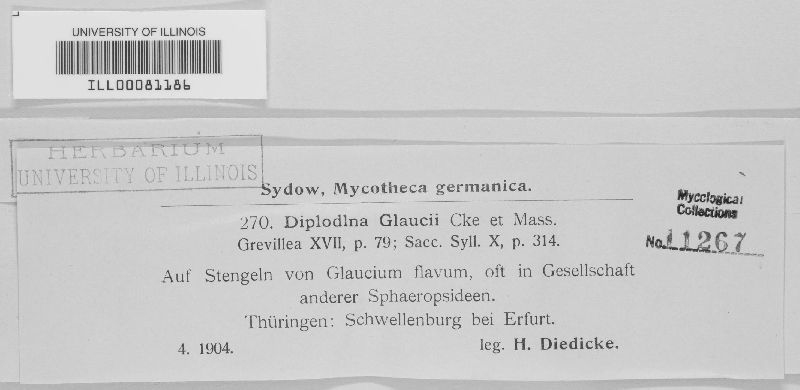 UNIVERSITY OF ILLINOIS
ILL00081186
HERBARIUM
UNIVERSITY OF ILLINOIS
Sydow, Mycotheca germanica.
Mycological
Collections
No. 11267
270. Diplodina Glaucii Cke et Mass.
Grevillea XVII, p. 79; Sacc. Syll. X, p. 314.
Auf Stengeln von Glaucium flavum, oft in Gesellschaft
anderer Sphaeropsideen.
Thüringen: Schwellenburg bei Erfurt.
4. 1904. leg. H. Diedicke.